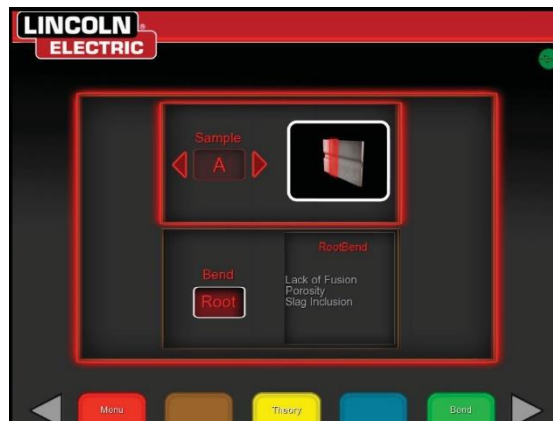 LINCOLN®
ELECTRIC
Sample
A
RootBend
Bend
Root
Lack of Fusion
Porosity
Slag Inclusion
Menu
Theory
Bend